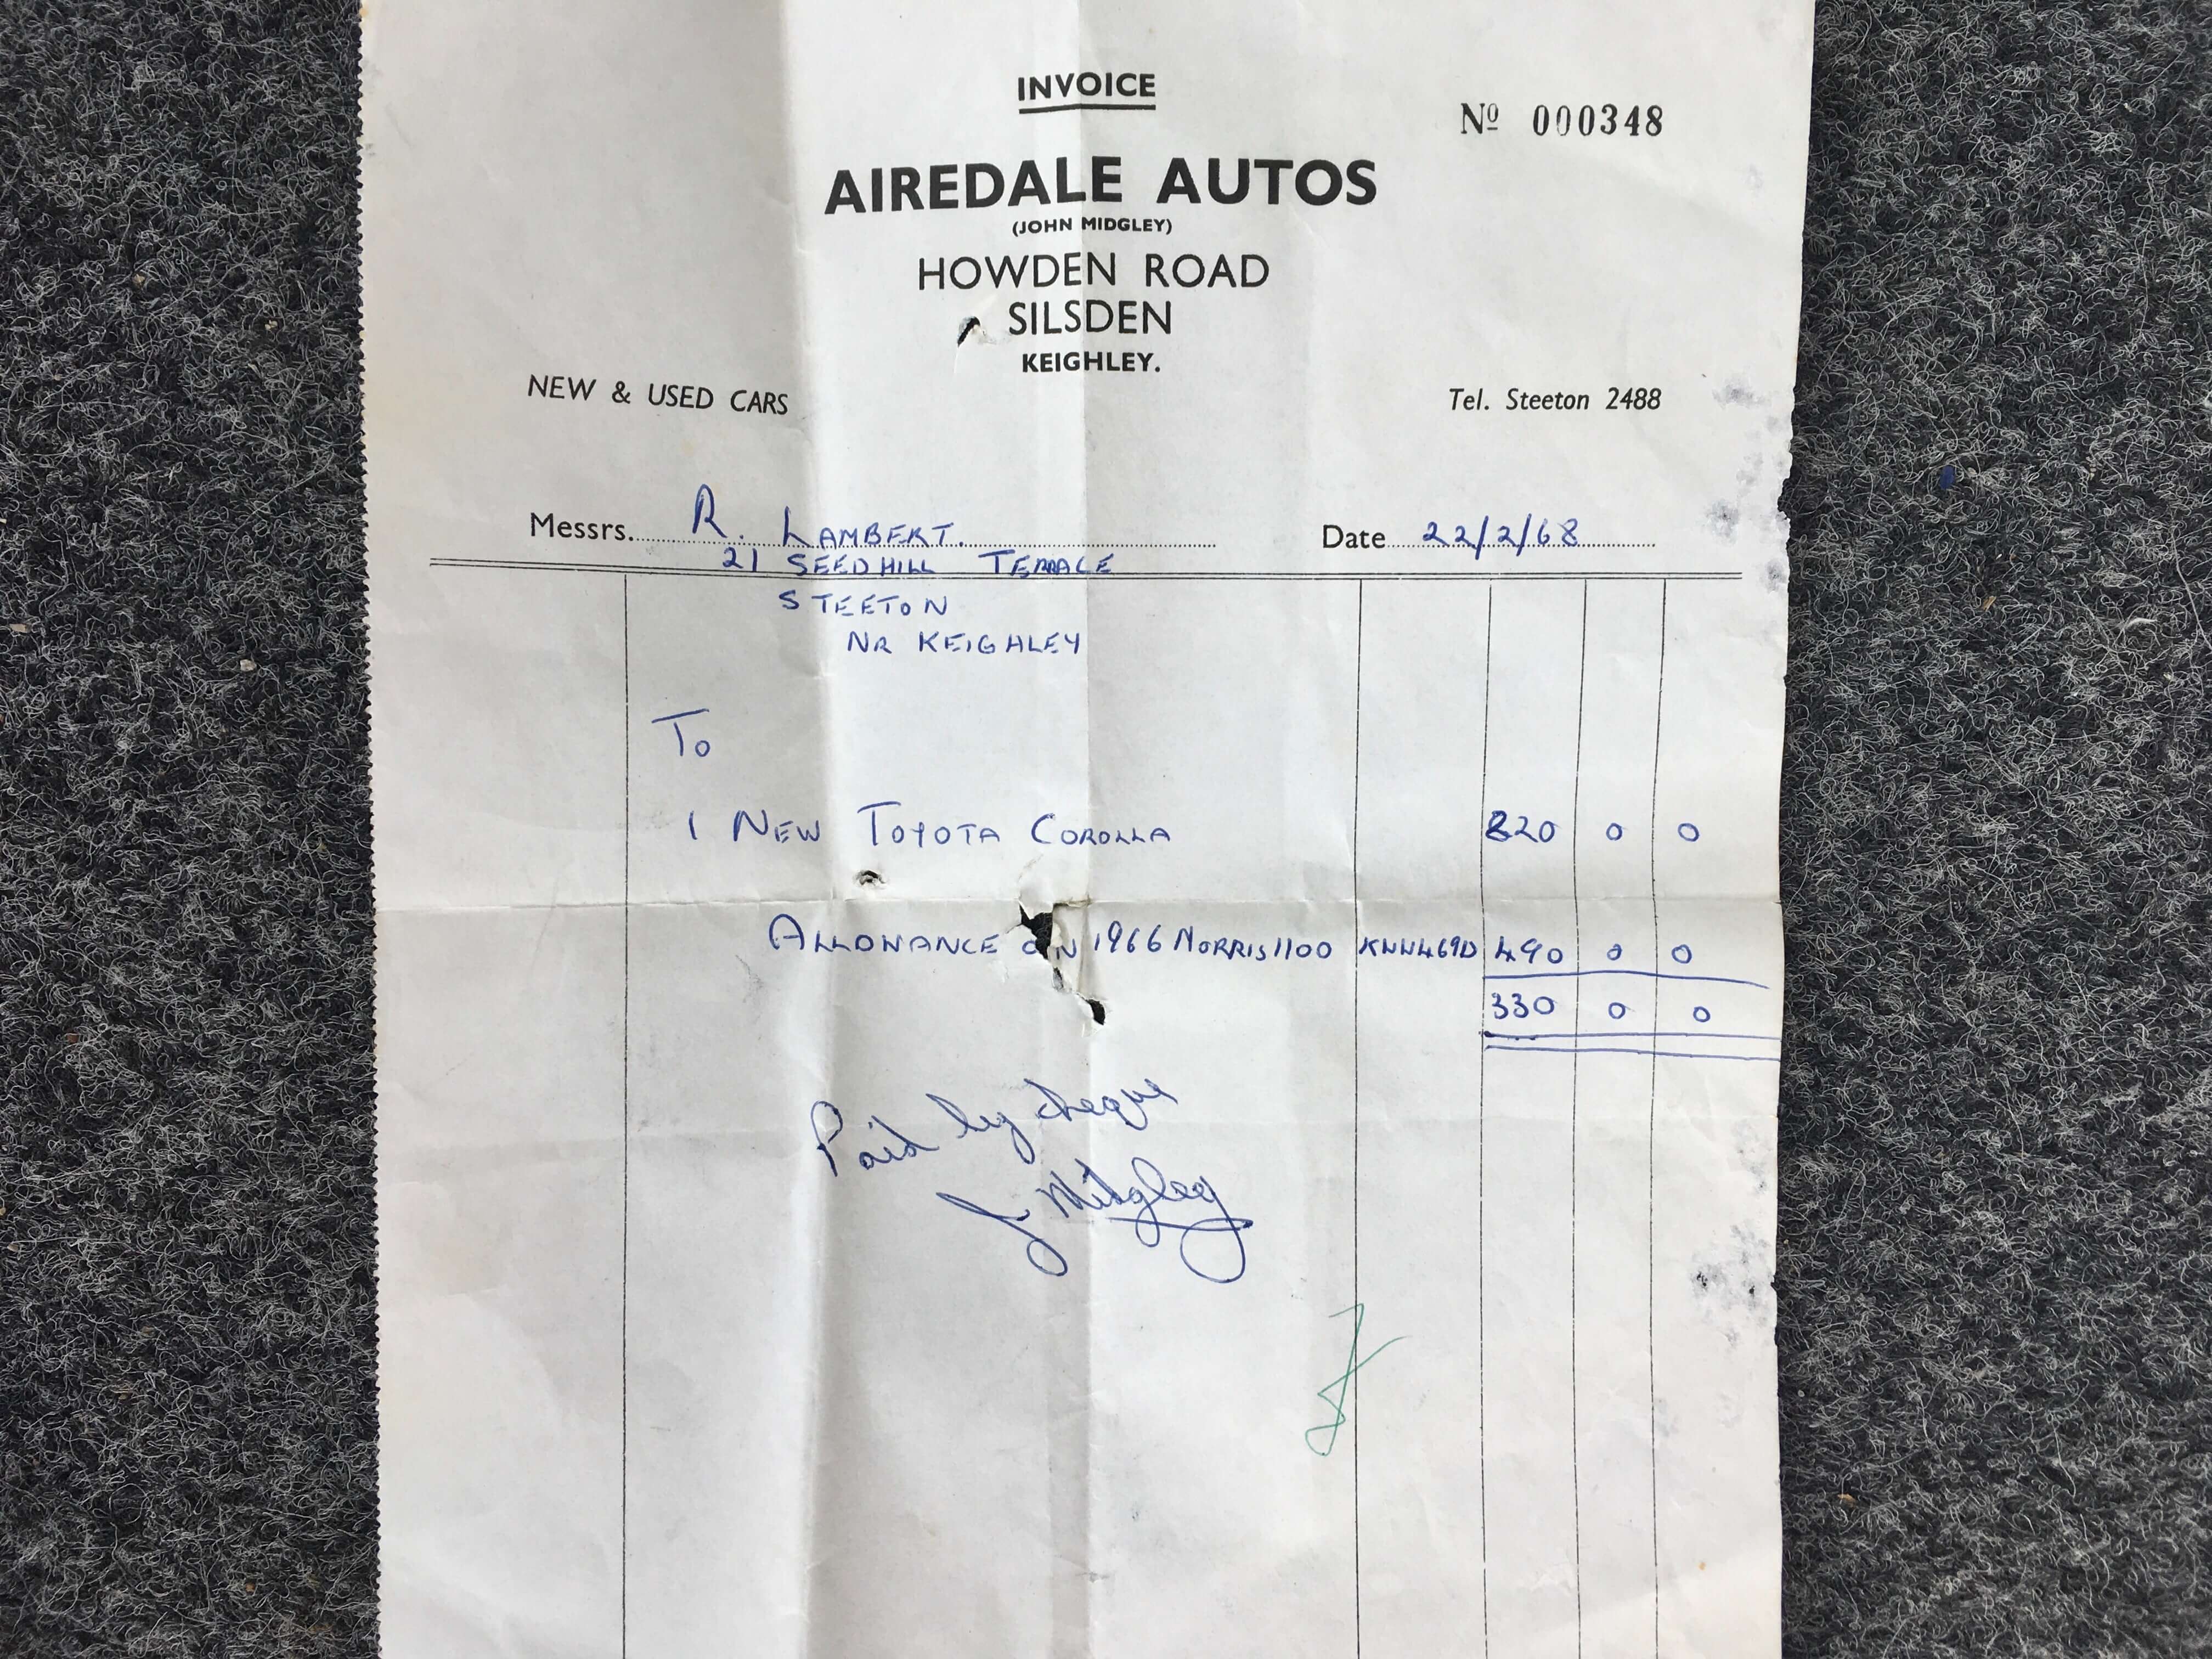 INVOICE
Nº 000348
AIREDALE AUTOS
(JOHN MIDGLEY)
HOWDEN ROAD
SILSDEN
KEIGHLEY.
NEW & USED CARS Tel. Steeton 2488
Messrs. R. LAMBERT. Date 22/2/68
21 SEEDHILL TERRACE
STEETON
NR KEIGHLEY
To
1 NEW TOYOTA COROLLA 820 0 0
ALLOWANCE ON 1966 MORRIS 1100 KWW469D 490 0 0
330 0 0
Paid by cheque
J Midgley